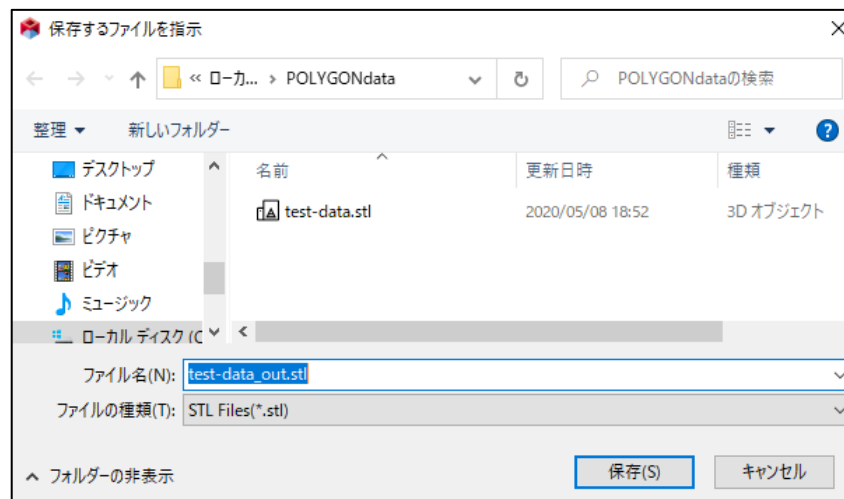 保存するファイルを指示
« ローカ... › POLYGONdata
POLYGONdataの検索
整理
新しいフォルダー
名前
更新日時
種類
デスクトップ
ドキュメント
ピクチャ
ビデオ
ミュージック
ローカル ディスク (C
test-data.stl
2020/05/08 18:52
3D オブジェクト
ファイル名(N):
test-data_out.stl
ファイルの種類(T):
STL Files(*.stl)
フォルダーの非表示
保存(S)
キャンセル